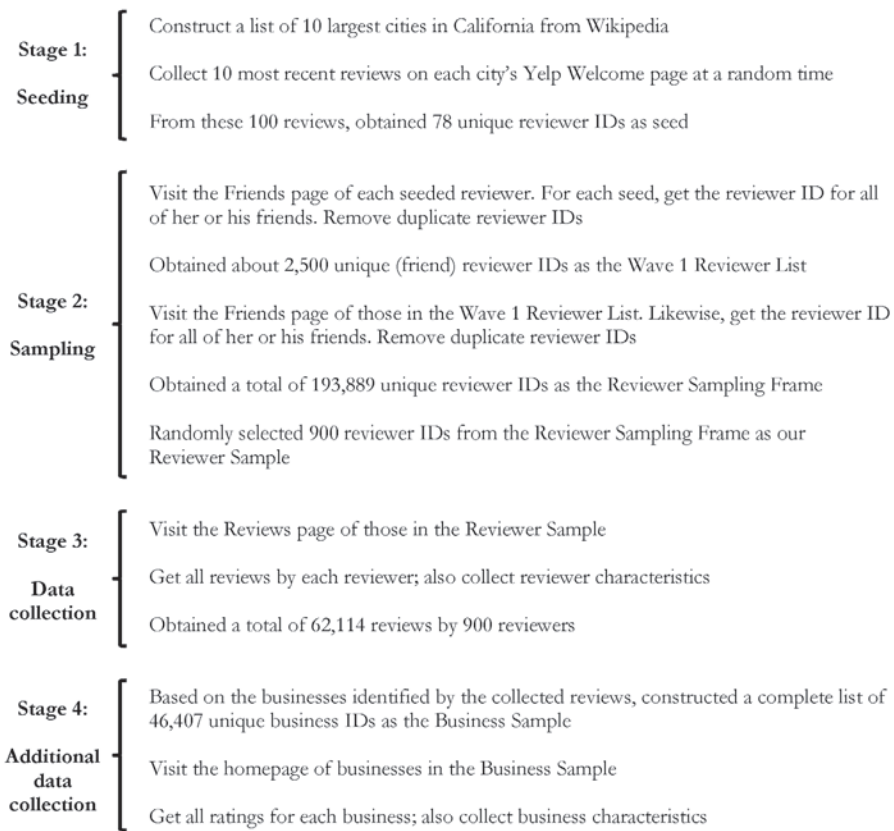 Stage 1:
Seeding
Construct a list of 10 largest cities in California from Wikipedia
Collect 10 most recent reviews on each city's Yelp Welcome page at a random time
From these 100 reviews, obtained 78 unique reviewer IDs as seed
Stage 2:
Sampling
Visit the Friends page of each seeded reviewer. For each seed, get the reviewer ID for all
of her or his friends. Remove duplicate reviewer IDs
Obtained about 2,500 unique (friend) reviewer IDs as the Wave 1 Reviewer List
Visit the Friends page of those in the Wave 1 Reviewer List. Likewise, get the reviewer ID
for all of her or his friends. Remove duplicate reviewer IDs
Obtained a total of 193,889 unique reviewer IDs as the Reviewer Sampling Frame
Randomly selected 900 reviewer IDs from the Reviewer Sampling Frame as our
Reviewer Sample
Stage 3:
Data
collection
Visit the Reviews page of those in the Reviewer Sample
Get all reviews by each reviewer; also collect reviewer characteristics
Obtained a total of 62,114 reviews by 900 reviewers
Stage 4:
Additional
data
collection
Based on the businesses identified by the collected reviews, constructed a complete list of
46,407 unique business IDs as the Business Sample
Visit the homepage of businesses in the Business Sample
Get all ratings for each business; also collect business characteristics